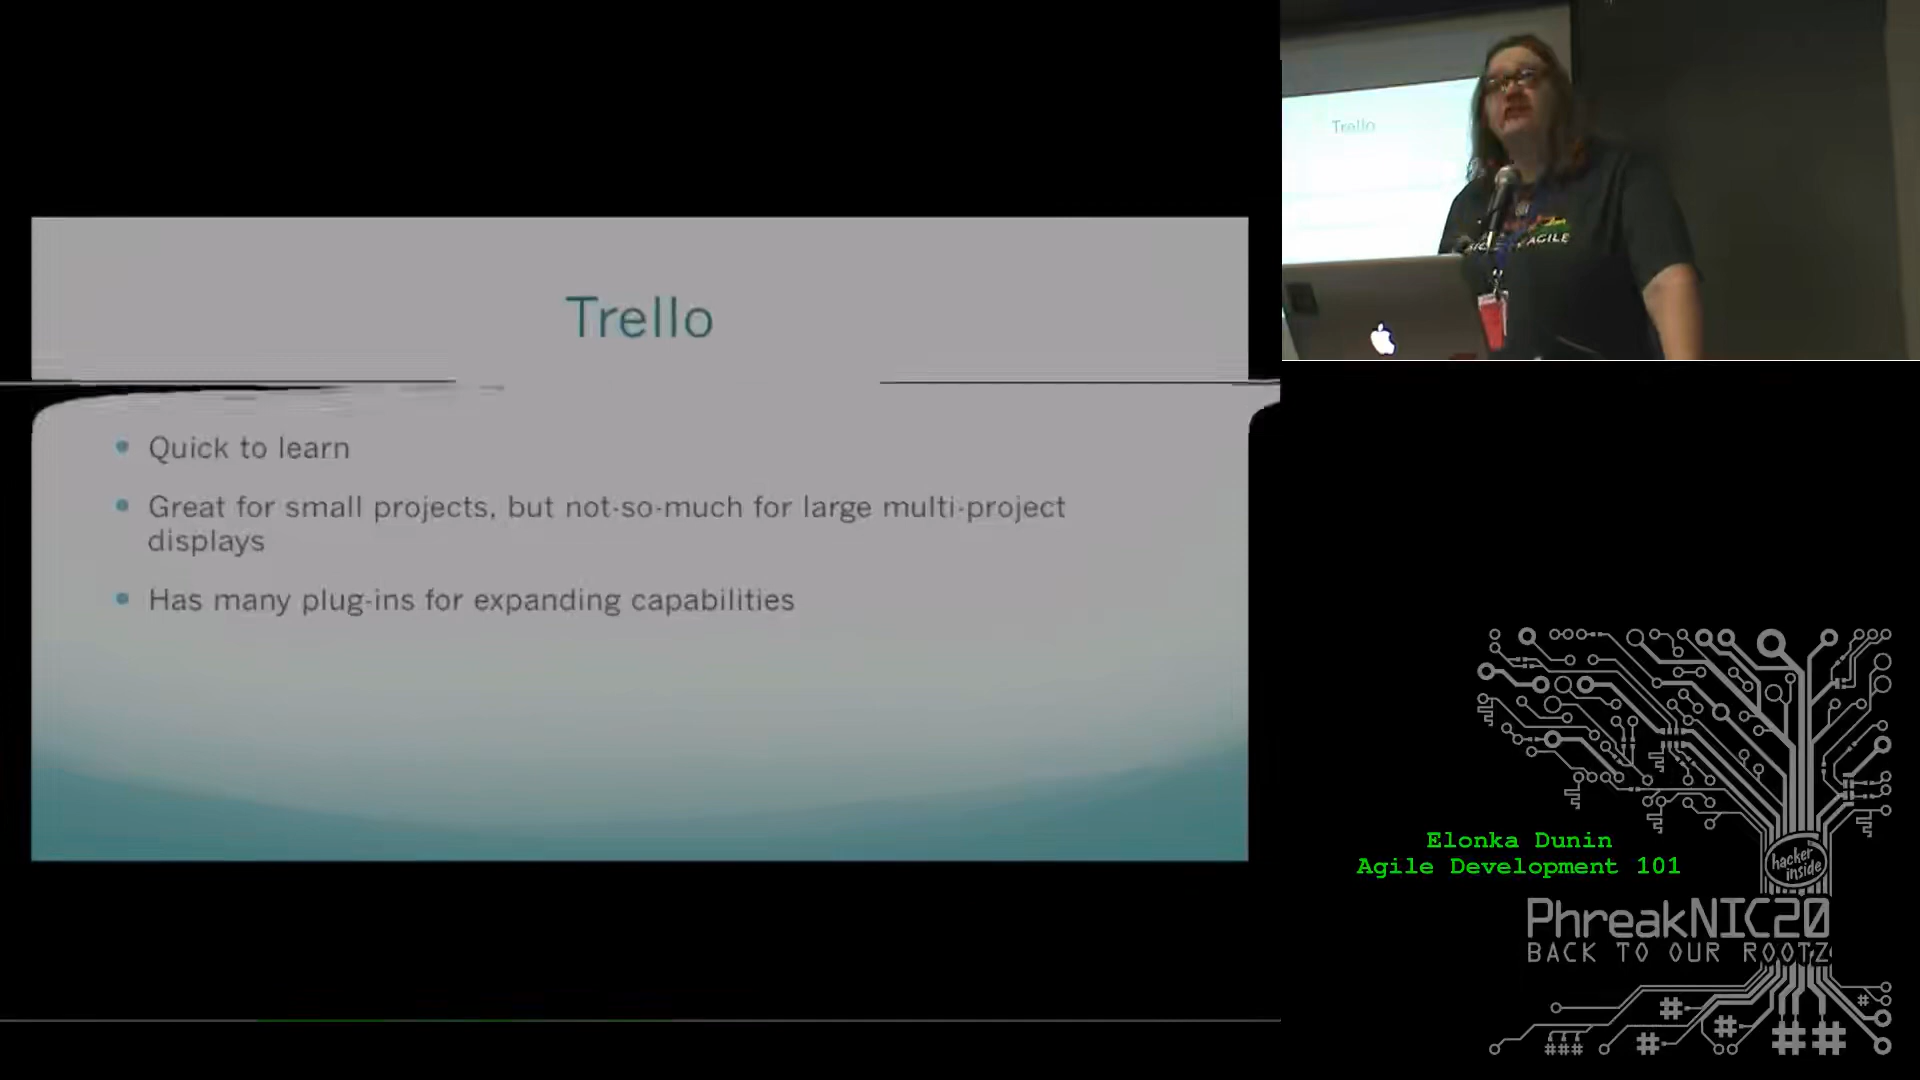 Trello
Quick to learn
Great for small projects, but not-so-much for large multi-project
displays
Has many plug-ins for expanding capabilities
Trello
AGILE
Elonka Dunin
Agile Development 101
hacker
inside
PhreakNIC20
BACK TO OUR ROOTZ
# # # ## ###